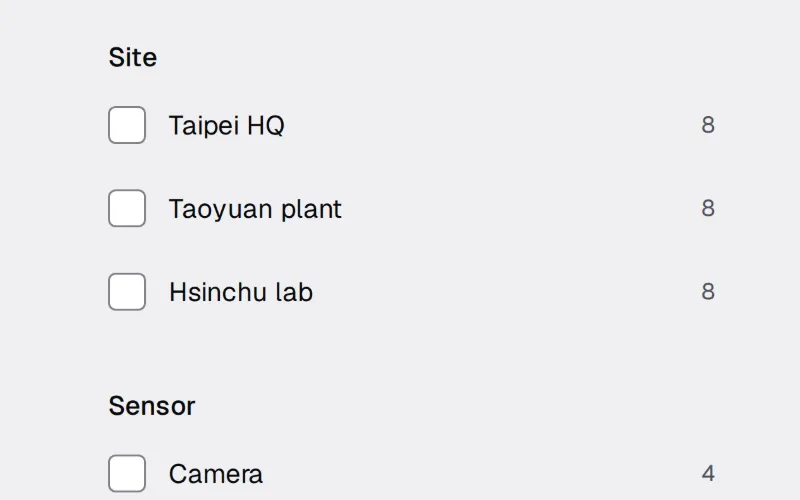 Site
Taipei HQ 8
Taoyuan plant 8
Hsinchu lab 8
Sensor
Camera 4